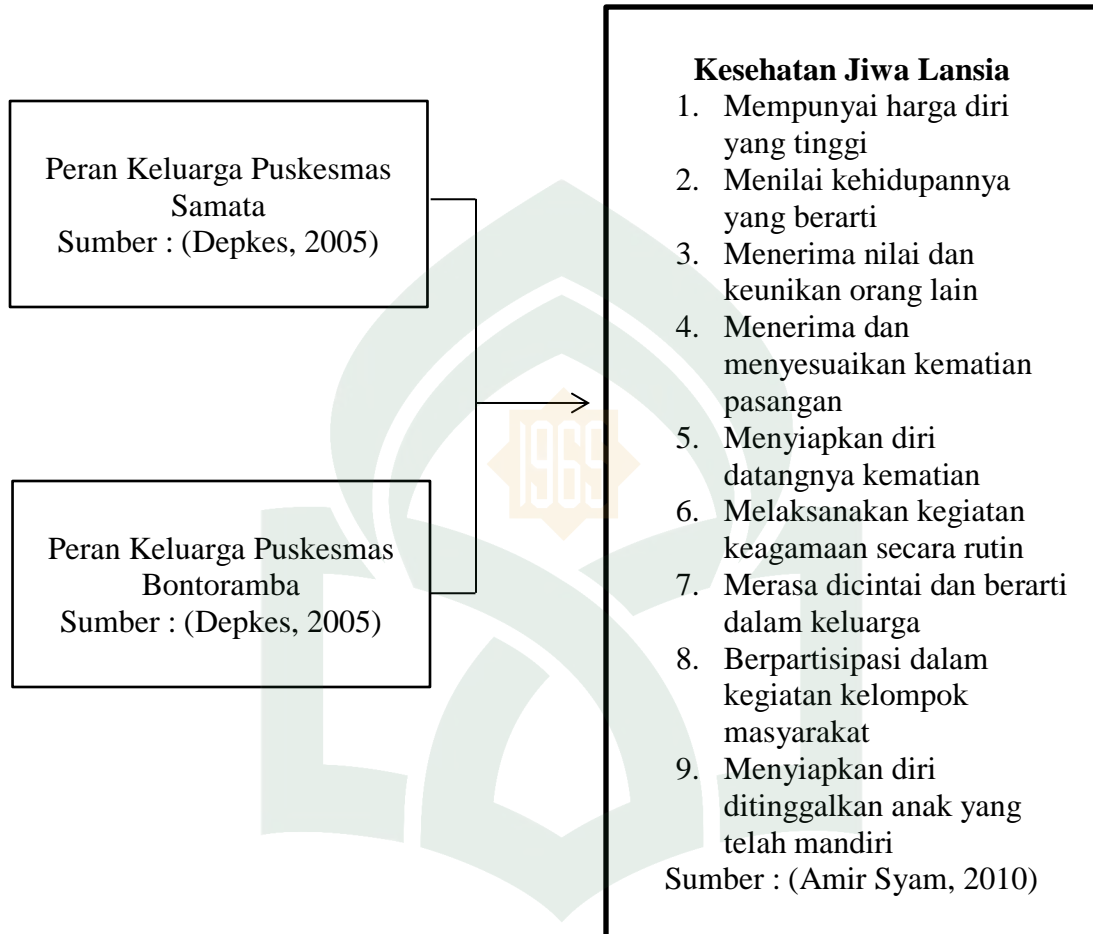 Peran Keluarga Puskesmas
Samata
Sumber : (Depkes, 2005)
Peran Keluarga Puskesmas
Bontoramba
Sumber : (Depkes, 2005)
Kesehatan Jiwa Lansia
1. Mempunyai harga diri
yang tinggi
2. Menilai kehidupannya
yang berarti
3. Menerima nilai dan
keunikan orang lain
4. Menerima dan
menyesuaikan kematian
pasangan
5. Menyiapkan diri
datangnya kematian
6. Melaksanakan kegiatan
keagamaan secara rutin
7. Merasa dicintai dan berarti
dalam keluarga
8. Berpartisipasi dalam
kegiatan kelompok
masyarakat
9. Menyiapkan diri
ditinggalkan anak yang
telah mandiri
Sumber : (Amir Syam, 2010)
1969